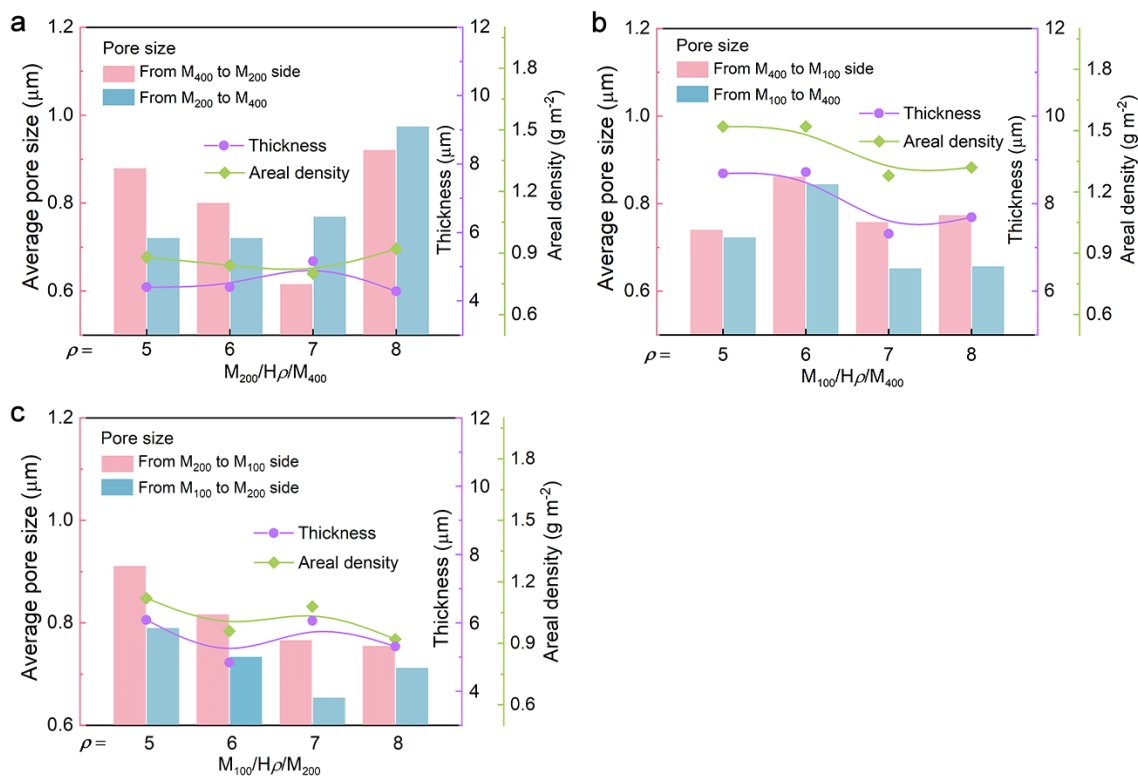 a
Pore size
From M400 to M200 side
From M200 to M400
Thickness
Areal density
Average pore size (μm)
1.2
1.0
0.8
0.6
Thickness (μm)
12
10
8
6
4
Areal density (g m-2)
1.8
1.5
1.2
0.9
0.6
ρ = 5 6 7 8
M200/Hρ/M400
b
Pore size
From M400 to M100 side
From M100 to M400
Thickness
Areal density
Average pore size (μm)
1.2
1.0
0.8
0.6
Thickness (μm)
12
10
8
6
Areal density (g m-2)
1.8
1.5
1.2
0.9
0.6
ρ = 5 6 7 8
M100/Hρ/M400
c
Pore size
From M200 to M100 side
From M100 to M200 side
Thickness
Areal density
Average pore size (μm)
1.2
1.0
0.8
0.6
Thickness (μm)
12
10
8
6
4
Areal density (g m-2)
1.8
1.5
1.2
0.9
0.6
ρ = 5 6 7 8
M100/Hρ/M200